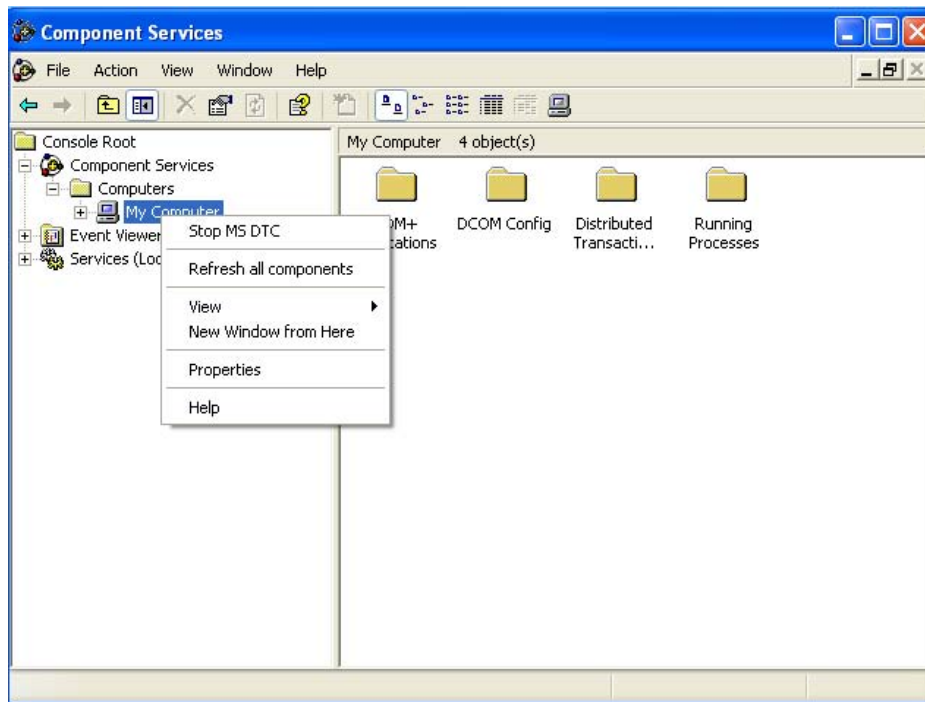 Component Services
File Action View Window Help
Console Root
Component Services
Computers
My Computer
Event Viewer
Services (Loc
Stop MS DTC
Refresh all components
View
New Window from Here
Properties
Help
My Computer 4 object(s)
DCOM Config
Distributed
Transacti...
Running
Processes